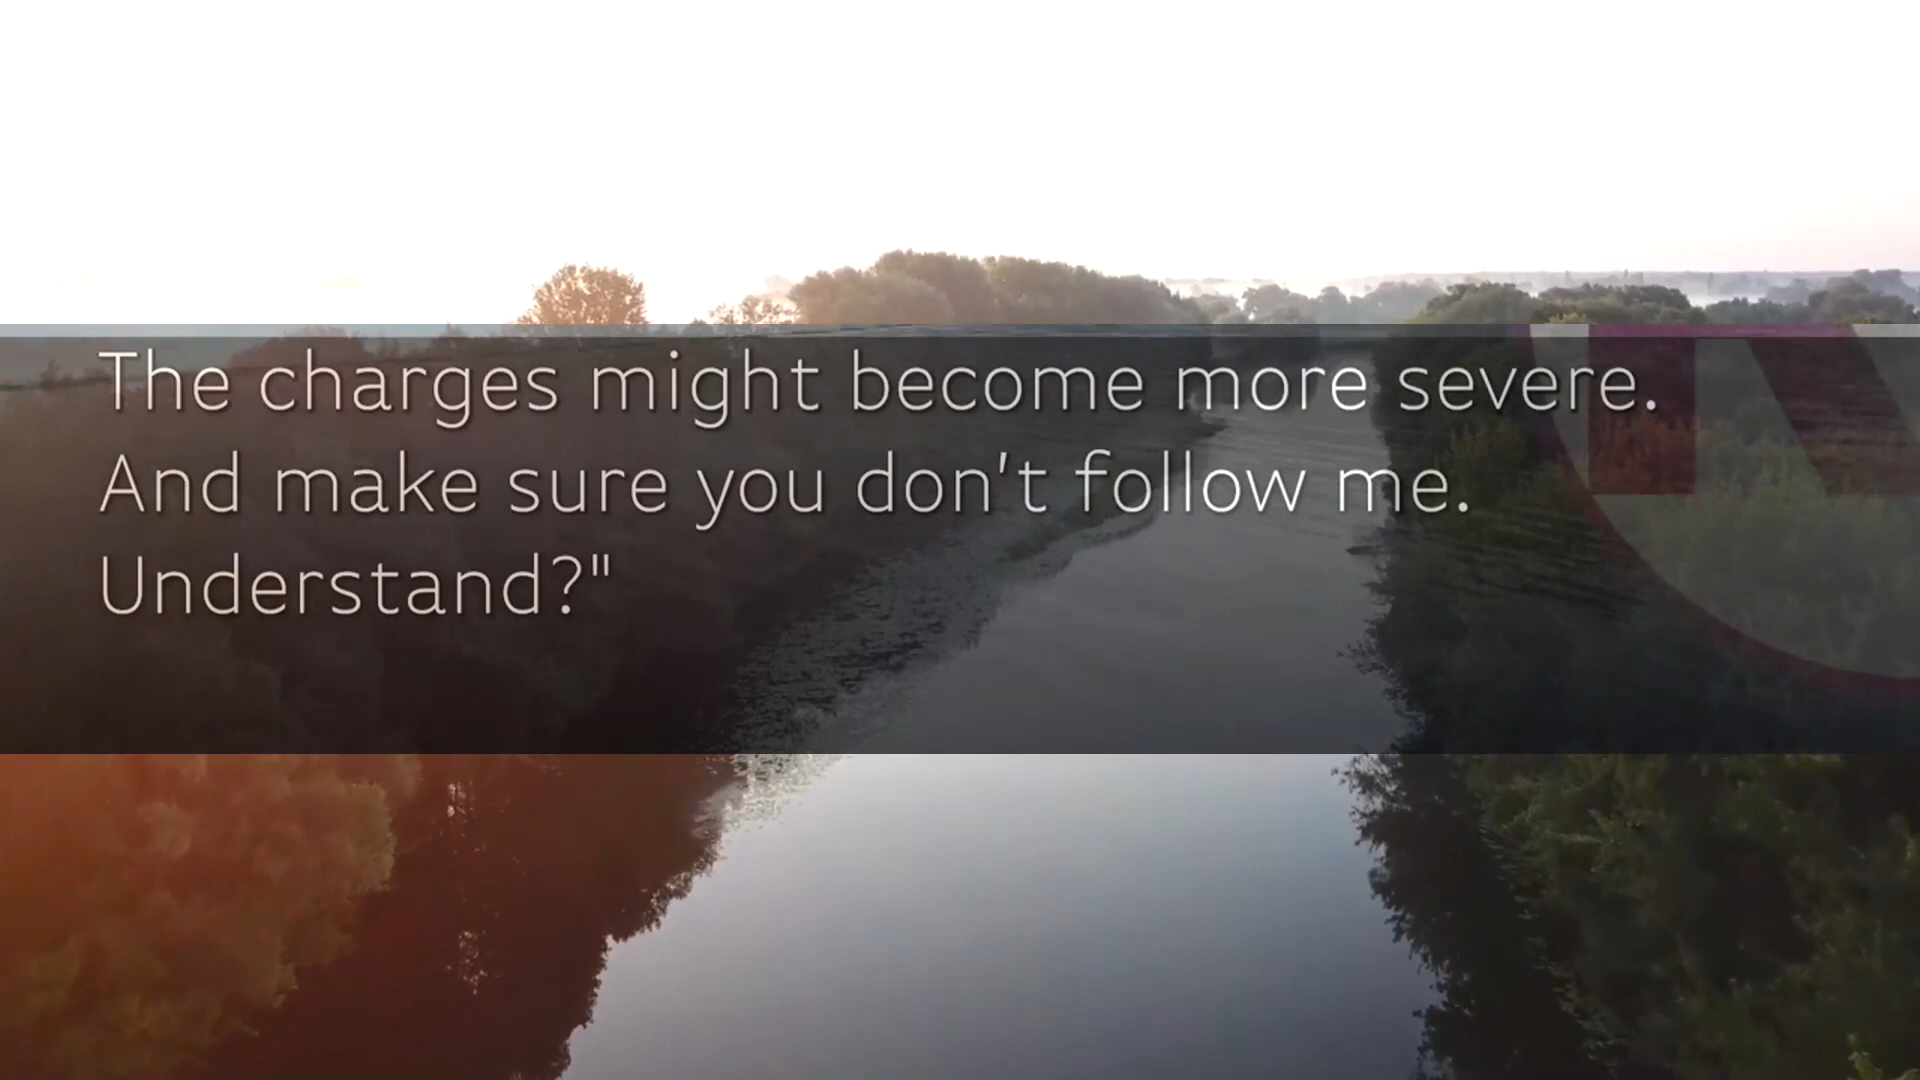 The charges might become more severe.
And make sure you don't follow me.
Understand?"